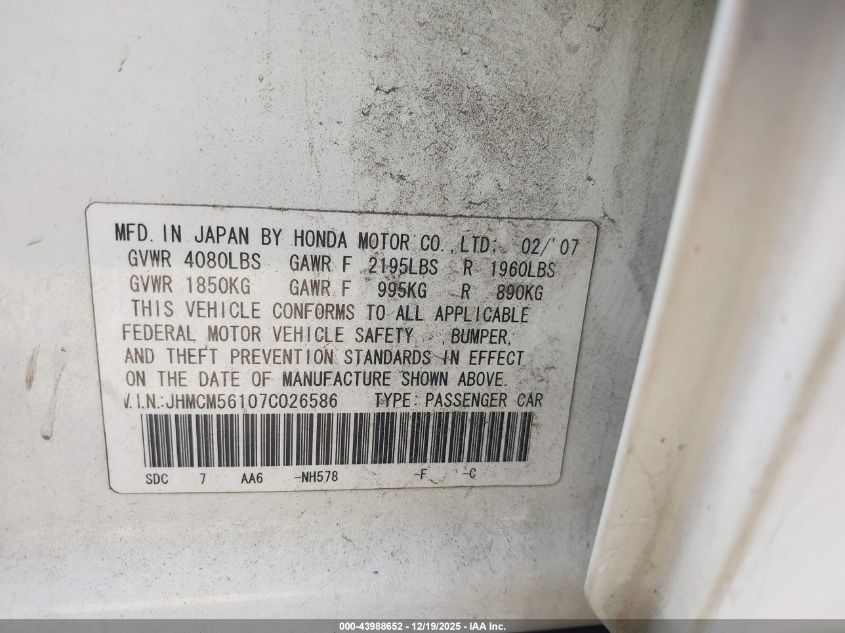 MFD. IN JAPAN BY HONDA MOTOR CO.,LTD: 02/'07
GVWR 4080LBS GAWR F 2195LBS R 1960LBS
GVWR 1850KG GAWR F 995KG R 890KG
THIS VEHICLE CONFORMS TO ALL APPLICABLE
FEDERAL MOTOR VEHICLE SAFETY ,BUMPER,
AND THEFT PREVENTION STANDARDS IN EFFECT
ON THE DATE OF MANUFACTURE SHOWN ABOVE.
V.I.N.:JHMCM56107C026586 TYPE: PASSENGER CAR
SDC 7 AA6 -NH578 -F -C
000-43988652 - 12/19/2025 - IAA Inc.